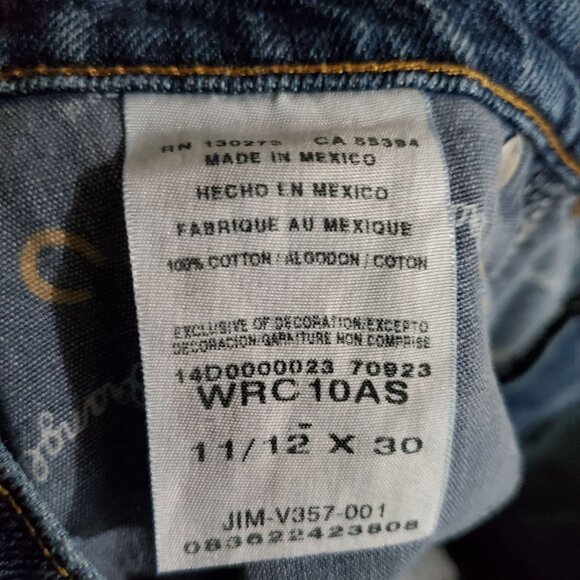 RN 130273 CA 55394
MADE IN MEXICO
HECHO EN MEXICO
FABRIQUE AU MEXIQUE
100% COTTON / ALGODON / COTON
EXCLUSIVE OF DECORATION/EXCEPTO
DECORACION/GARNITURE NON COMPRISE
14D0000023 70923
WRC10AS
11/12 X 30
JIM-V357-001
083622423808